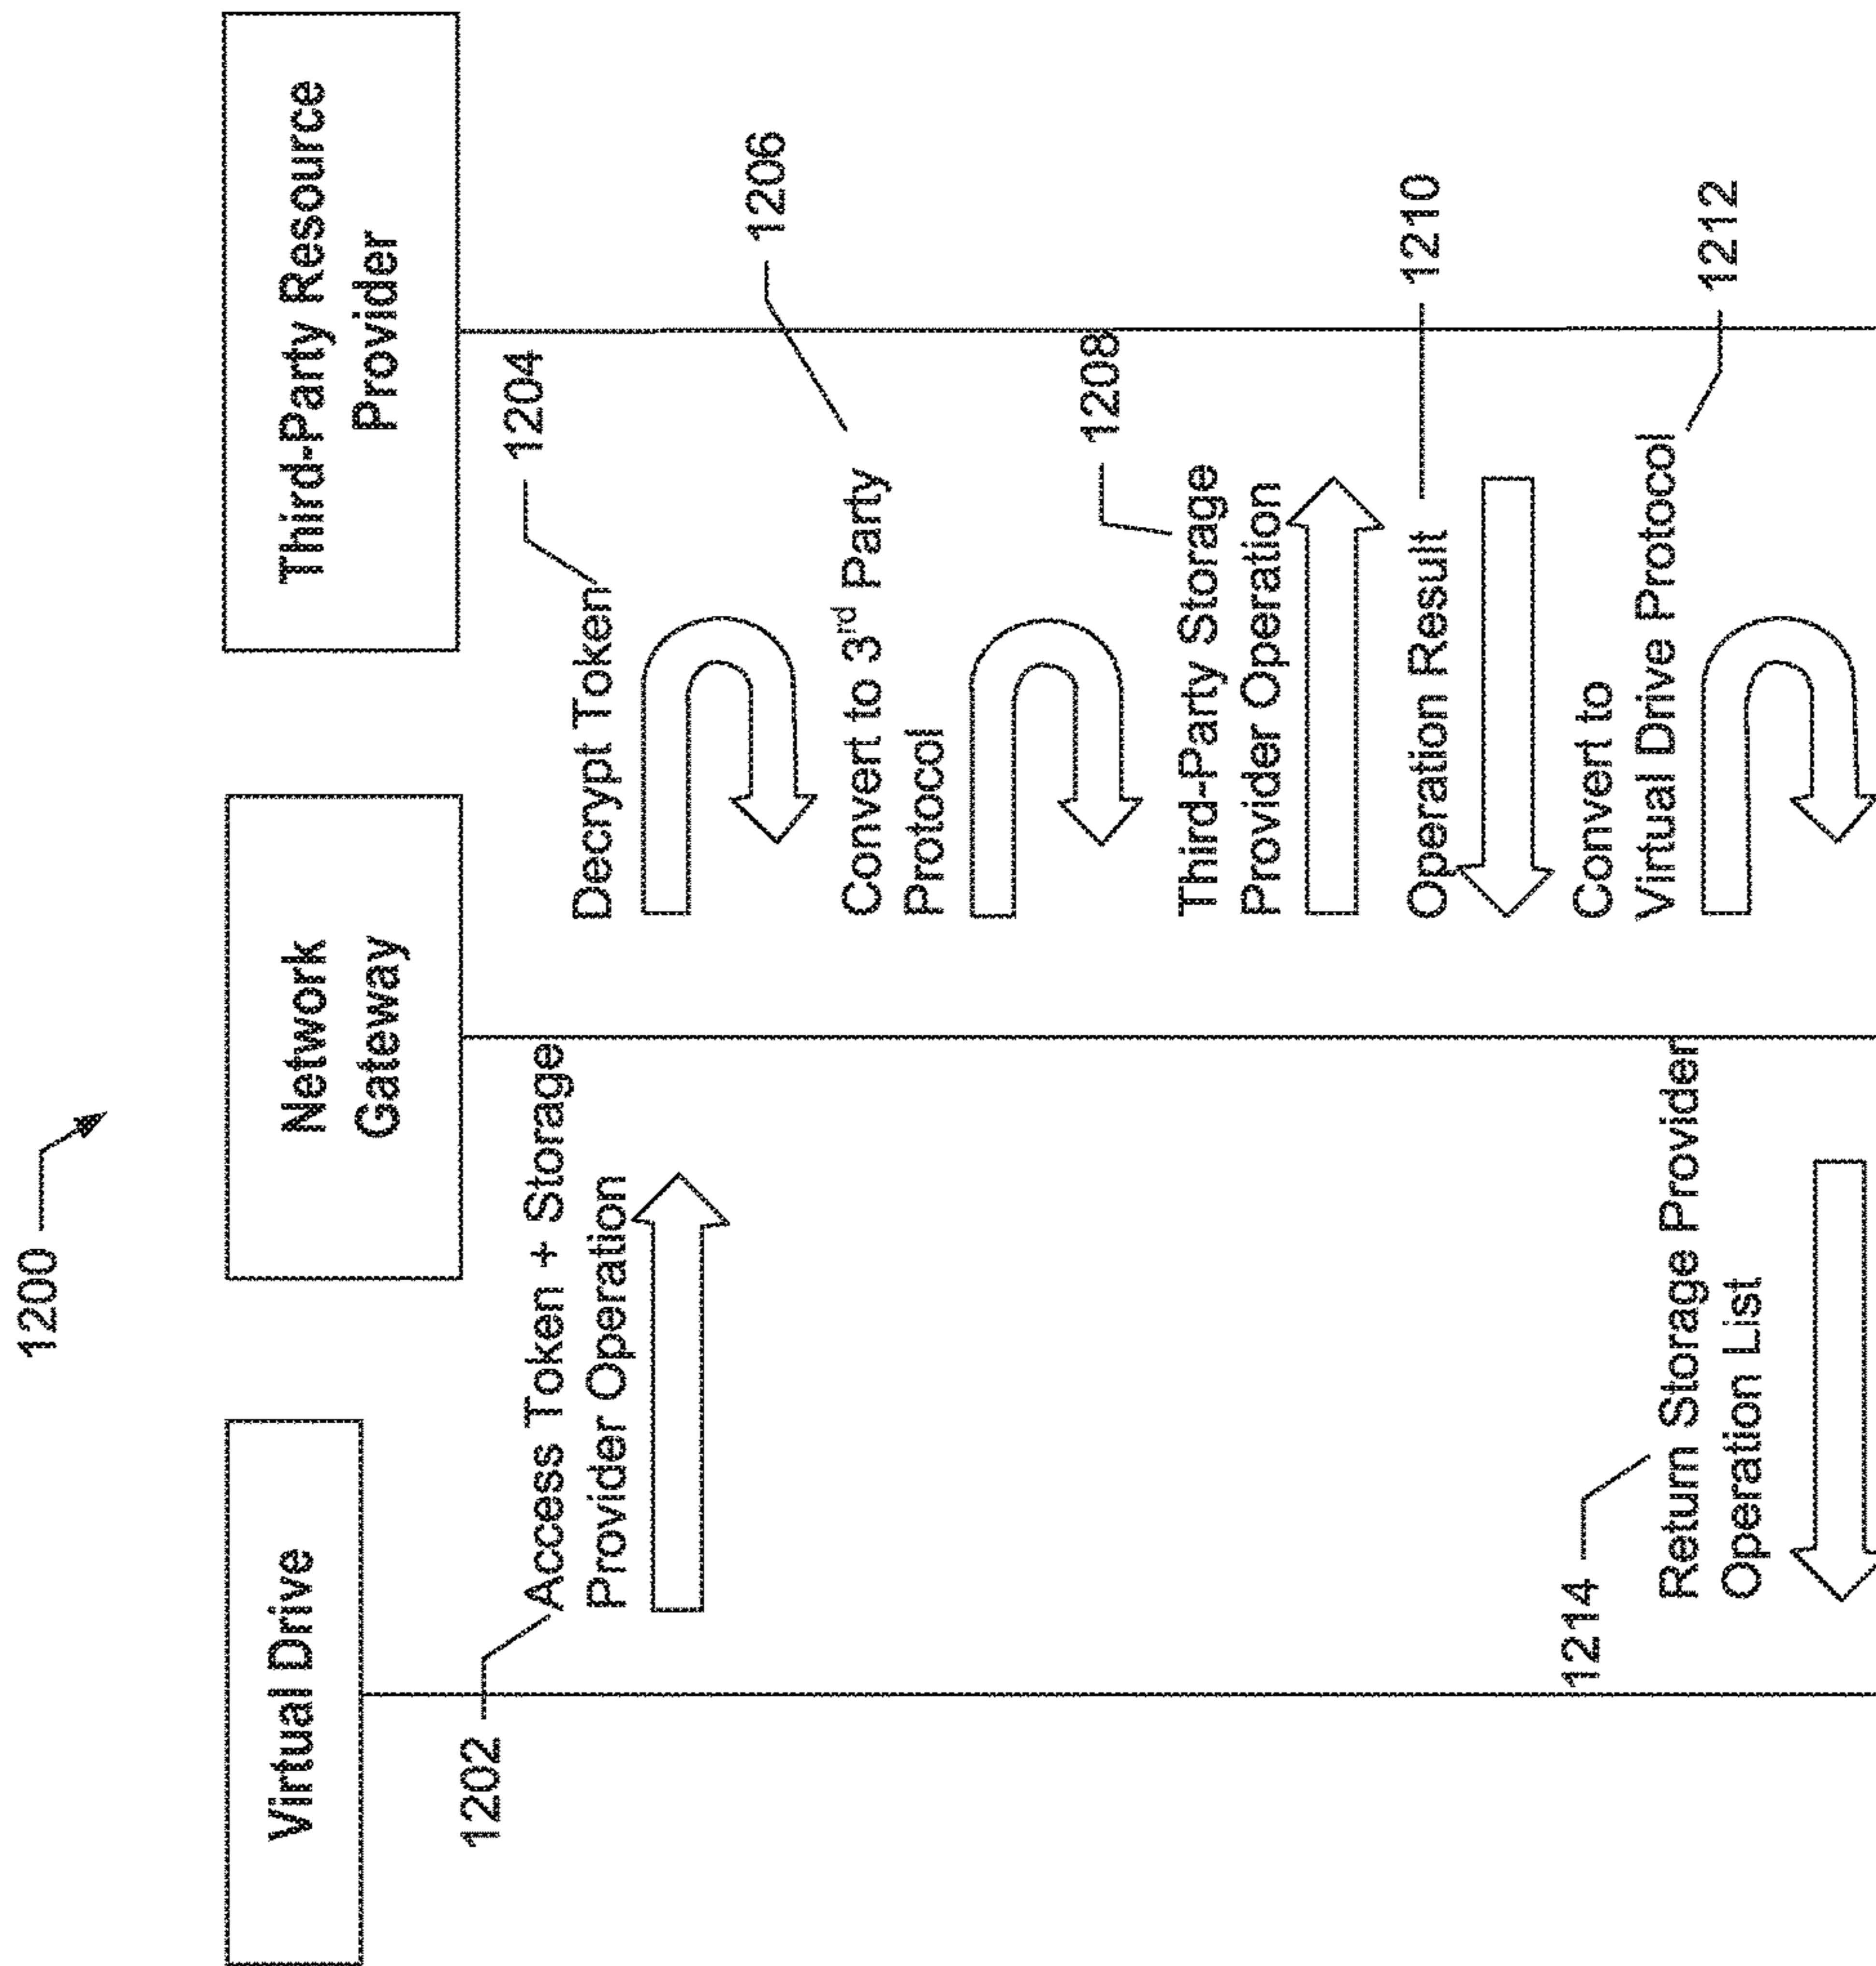 1200
Virtual Drive
Network
Gateway
Third-Party Resource
Provider
1202
Access Token + Storage
Provider Operation
1204
Decrypt Token
1206
Convert to 3rd Party
Protocol
1208
Third-Party Storage
Provider Operation
1210
Operation Result
1212
Convert to
Virtual Drive Protocol
1214
Return Storage Provider
Operation List